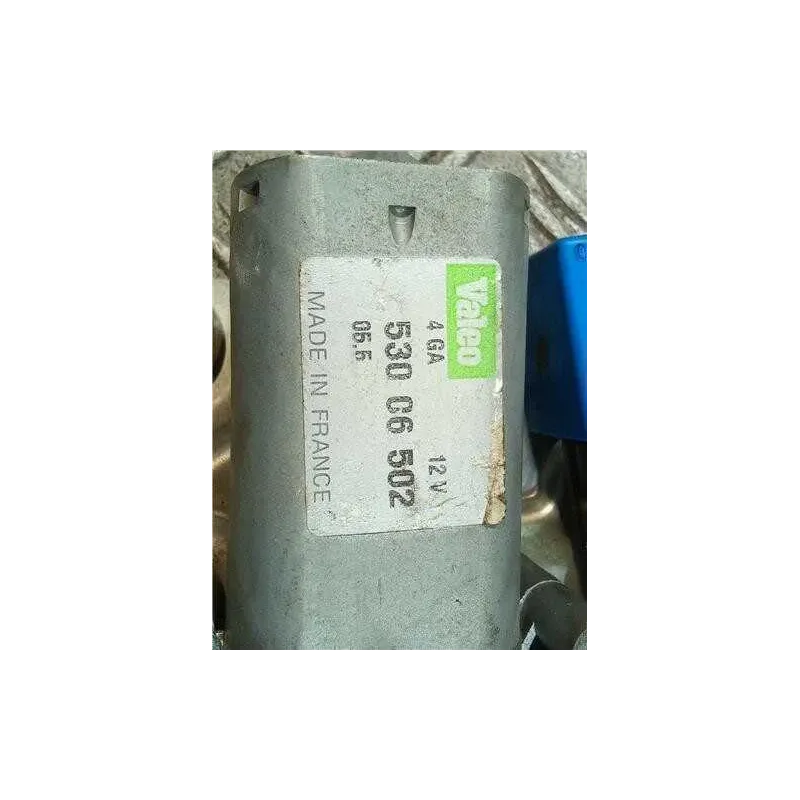 Valeo
4 GA 12 V
530 06 502
05.5
MADE IN FRANCE